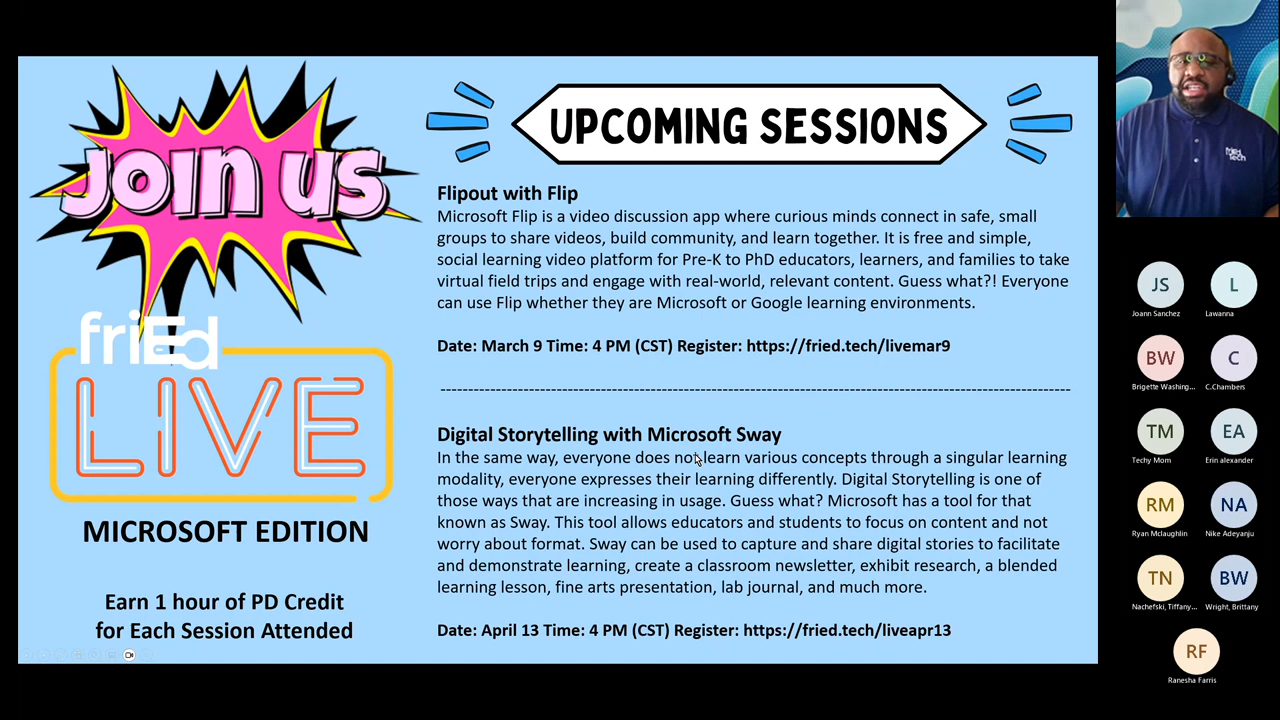 JOIN US
friEd
LIVE
MICROSOFT EDITION
Earn 1 hour of PD Credit
for Each Session Attended
UPCOMING SESSIONS
Flipout with Flip
Microsoft Flip is a video discussion app where curious minds connect in safe, small
groups to share videos, build community, and learn together. It is free and simple,
social learning video platform for Pre-K to PhD educators, learners, and families to take
virtual field trips and engage with real-world, relevant content. Guess what?! Everyone
can use Flip whether they are Microsoft or Google learning environments.
Date: March 9 Time: 4 PM (CST) Register: https://fried.tech/livemar9
Digital Storytelling with Microsoft Sway
In the same way, everyone does not learn various concepts through a singular learning
modality, everyone expresses their learning differently. Digital Storytelling is one of
those ways that are increasing in usage. Guess what? Microsoft has a tool for that
known as Sway. This tool allows educators and students to focus on content and not
worry about format. Sway can be used to capture and share digital stories to facilitate
and demonstrate learning, create a classroom newsletter, exhibit research, a blended
learning lesson, fine arts presentation, lab journal, and much more.
Date: April 13 Time: 4 PM (CST) Register: https://fried.tech/liveapr13
fried
tech
JS
Joann Sanchez
L
Lawanna
BW
Brigette Washing...
C
C.Chambers
TM
Techy Mom
EA
Erin alexander
RM
Ryan Mclaughlin
NA
Nike Adeyanju
TN
Nachefski, Tiffany...
BW
Wright, Brittany
RF
Ranesha Farris